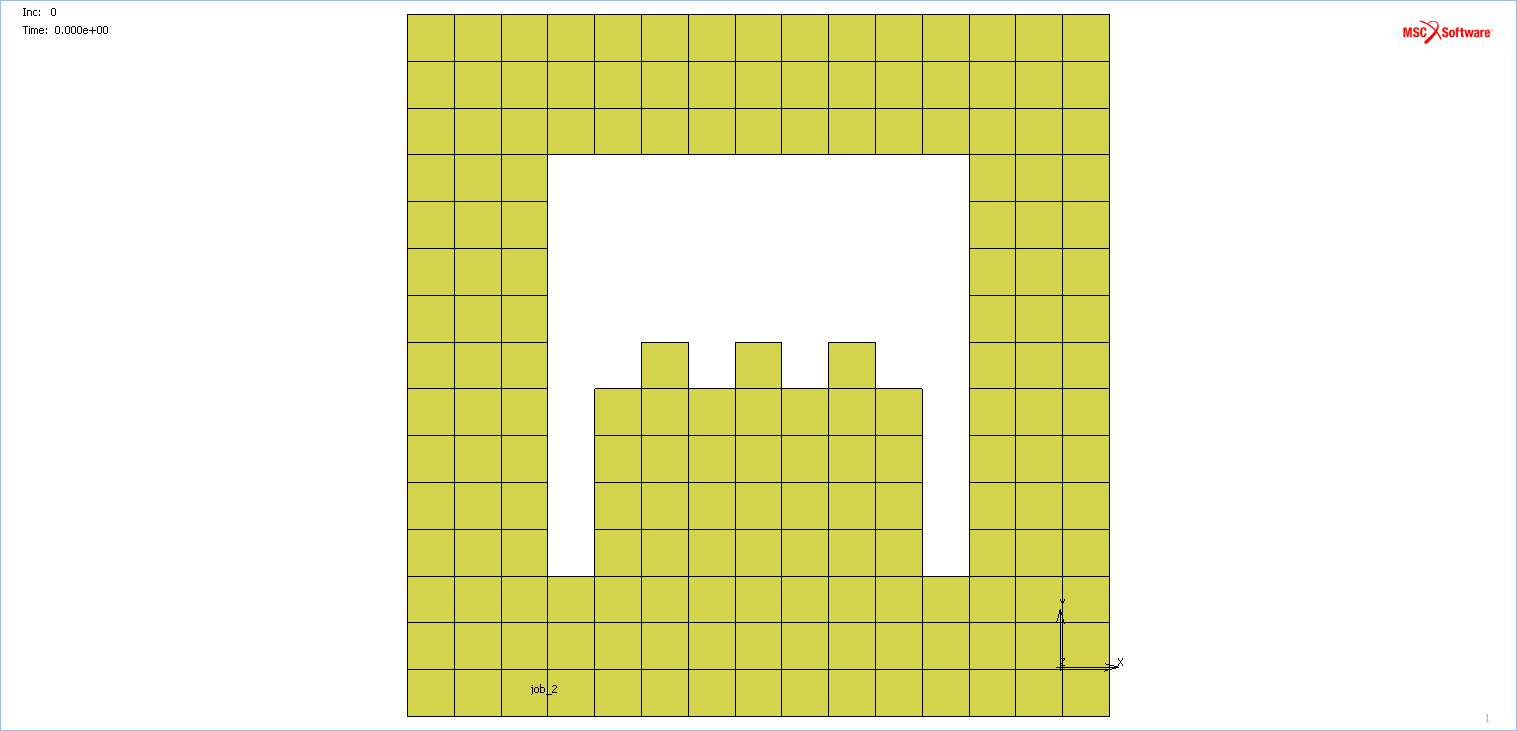 Inc: 0
Time: 0.000e+00
MSC Software
Y
Z
X
job_2
1